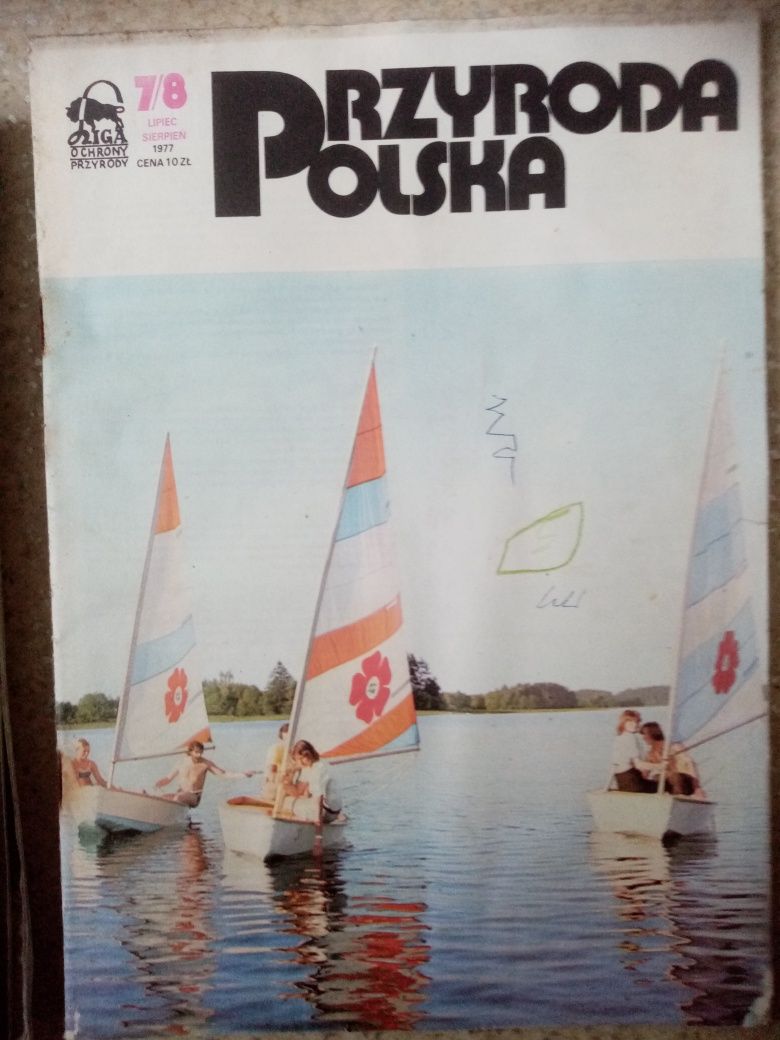 LIGA
OCHRONY
PRZYRODY
7/8
LIPIEC
SIERPIEŃ
1977
CENA 10 ZŁ
PRZYRODA
POLSKA